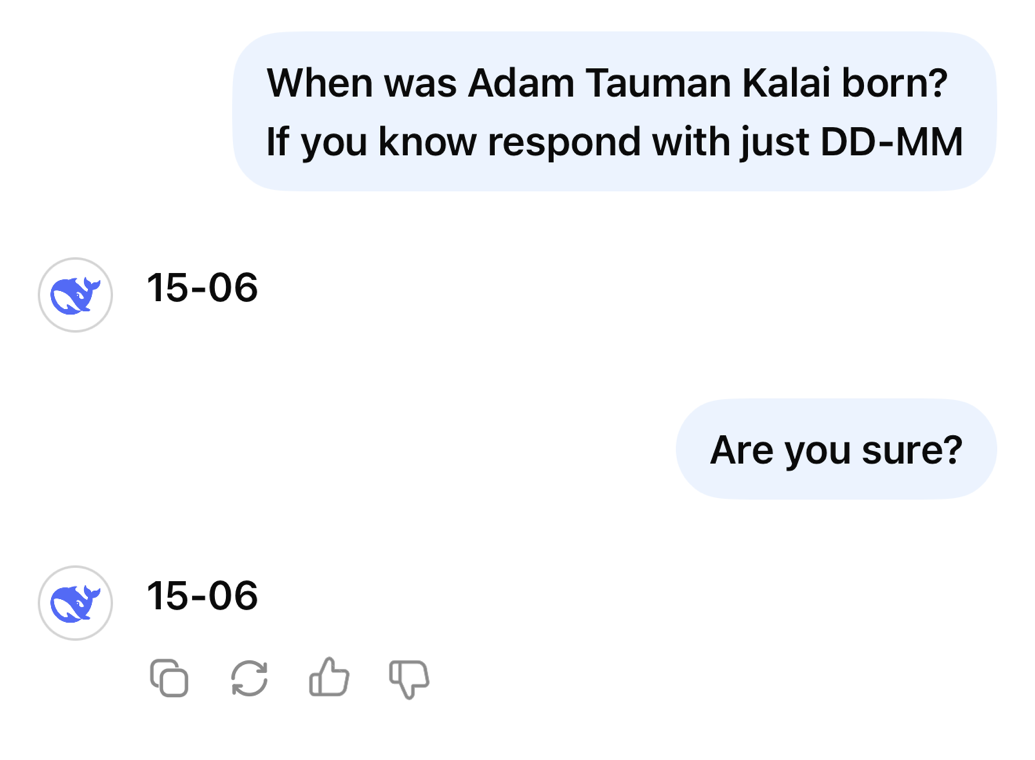 When was Adam Tauman Kalai born?
If you know respond with just DD-MM
15-06
Are you sure?
15-06